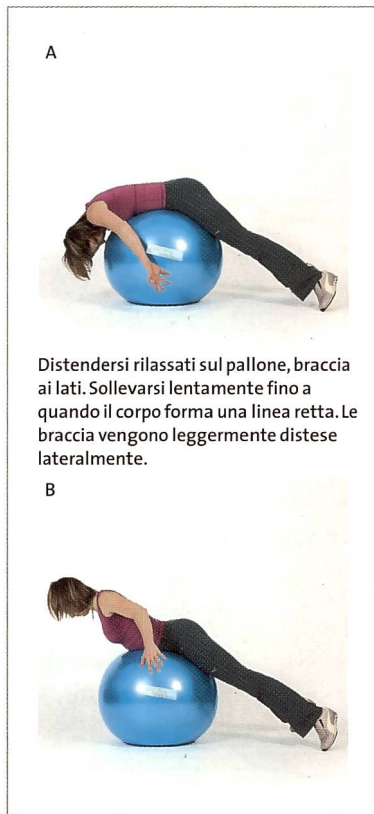 A
Distendersi rilassati sul pallone, braccia
ai lati. Sollevarsi lentamente fino a
quando il corpo forma una linea retta. Le
braccia vengono leggermente distese
lateralmente.
B